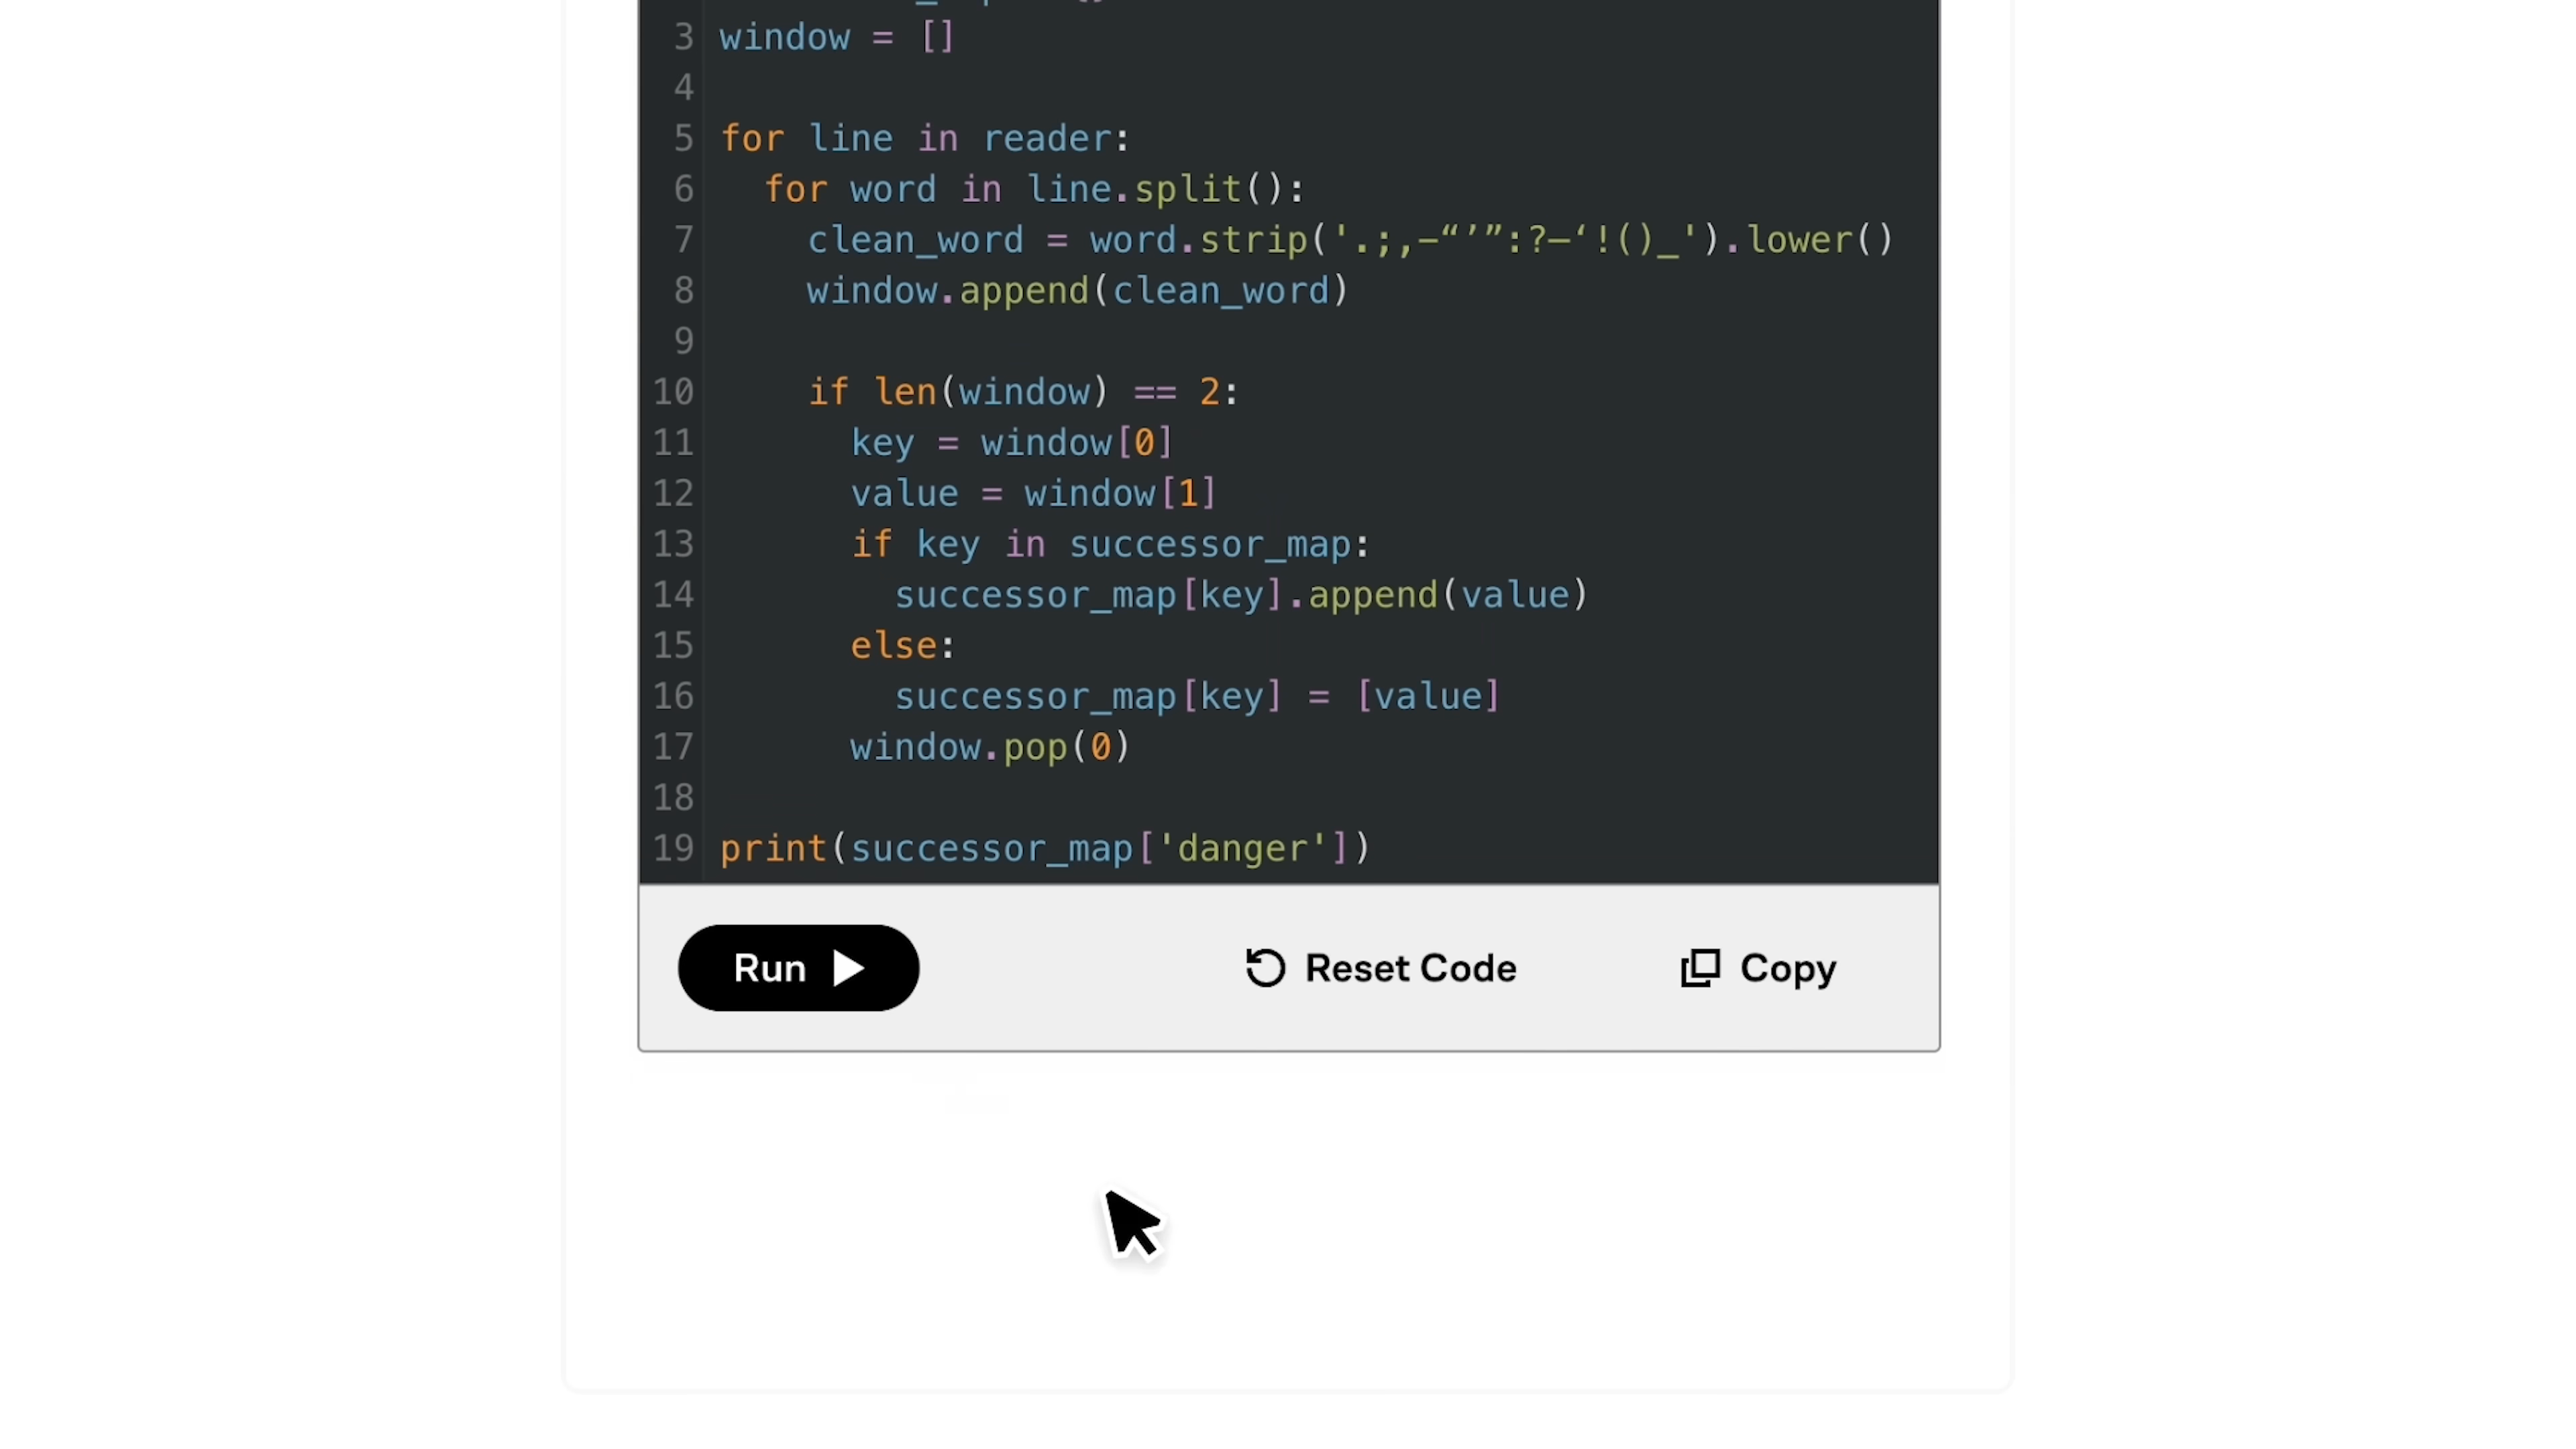 3 window = []
4
5 for line in reader:
6 for word in line.split():
7 clean_word = word.strip('.;,—“’”:?—‘!()_').lower()
8 window.append(clean_word)
9
10 if len(window) == 2:
11 key = window[0]
12 value = window[1]
13 if key in successor_map:
14 successor_map[key].append(value)
15 else:
16 successor_map[key] = [value]
17 window.pop(0)
18
19 print(successor_map['danger'])
Run Reset Code Copy